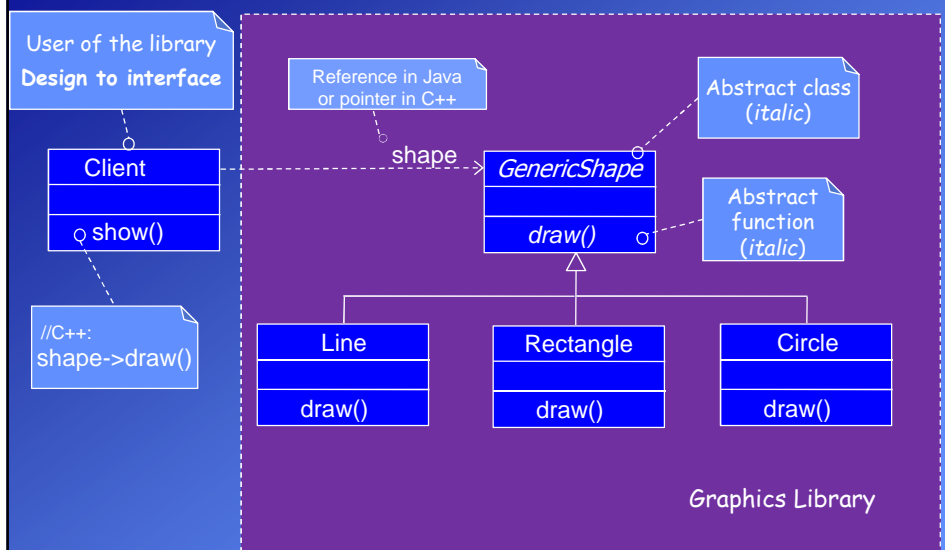 User of the library
Design to interface
Reference in Java
or pointer in C++
Abstract class
(italic)
Client
show()
shape
GenericShape
draw()
Abstract
function
(italic)
//C++:
shape->draw()
Line
draw()
Rectangle
draw()
Circle
draw()
Graphics Library